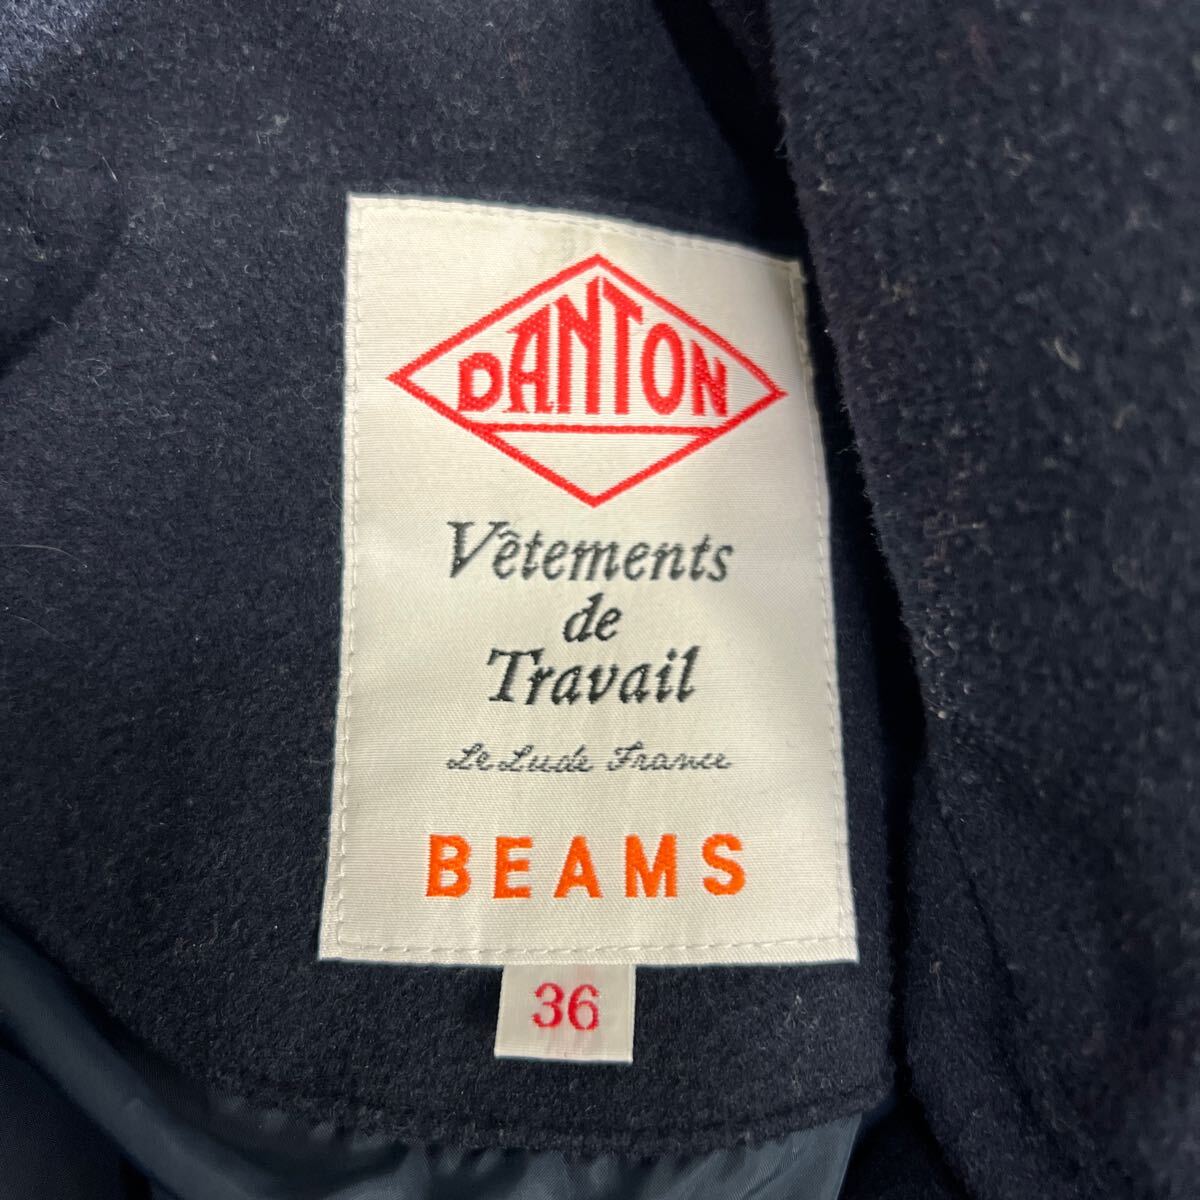 DANTON
Vêtements
de
Travail
Le Lude France
BEAMS
36